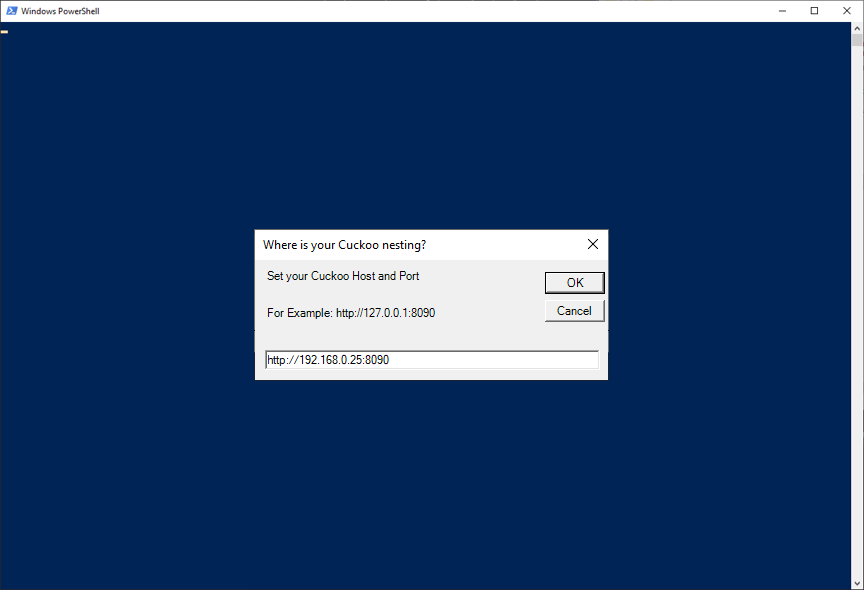 Windows PowerShell
Where is your Cuckoo nesting?
Set your Cuckoo Host and Port
OK
For Example: http://127.0.0.1:8090
Cancel
http://192.168.0.25:8090